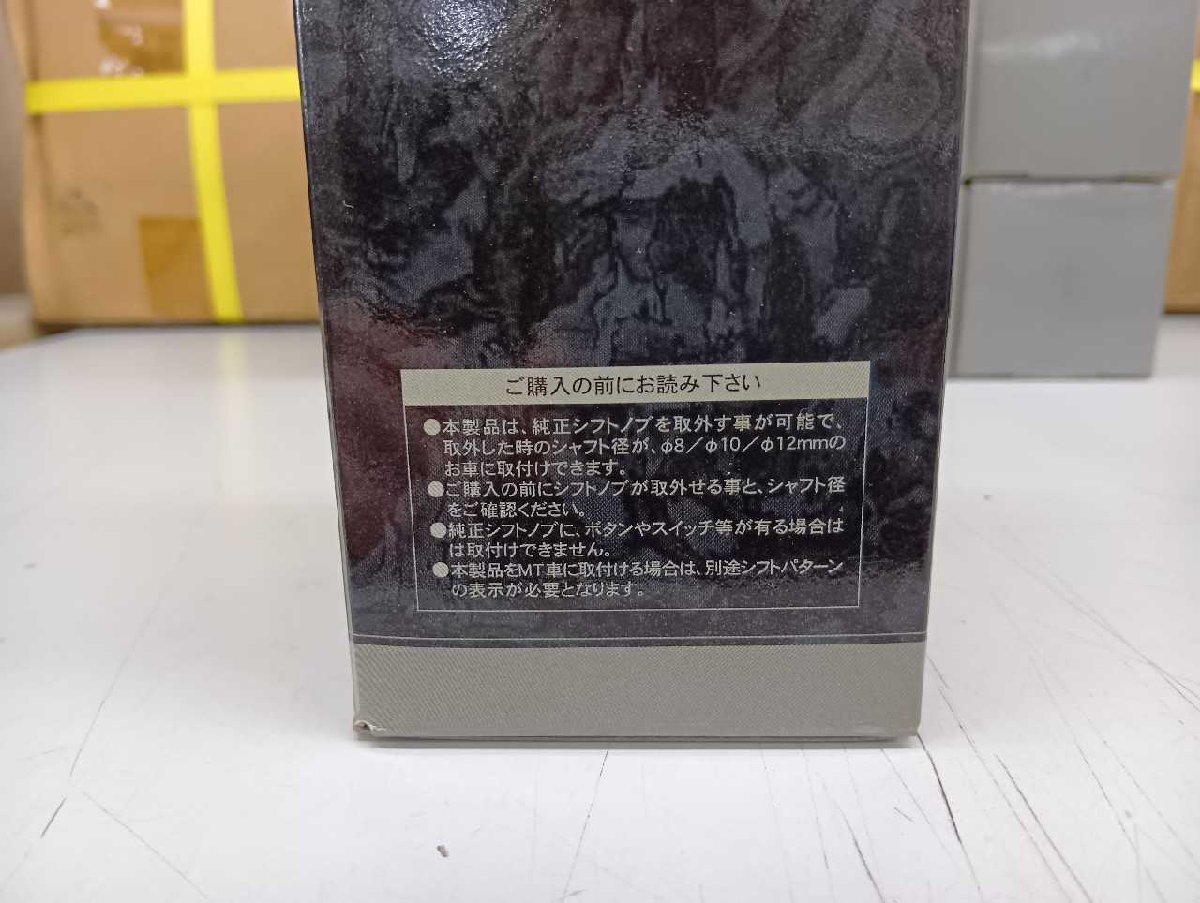 ご購入の前にお読み下さい
●本製品は、純正シフトノブを取外す事が可能で、
取外した時のシャフト径が、φ8／φ10／φ12mmの
お車に取付けできます。
●ご購入の前にシフトノブが取外せる事と、シャフト径
をご確認ください。
●純正シフトノブに、ボタンやスイッチ等が有る場合は
は取付けできません。
●本製品をMT車に取付ける場合は、別途シフトパターン
の表示が必要となります。